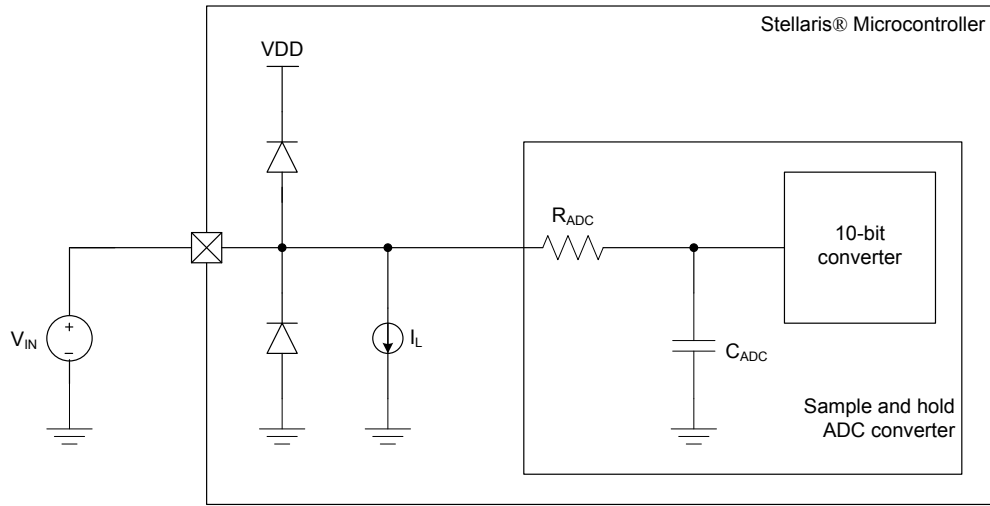 Stellaris® Microcontroller
VDD
R_ADC
10-bit
converter
V_IN
+
–
I_L
C_ADC
Sample and hold
ADC converter